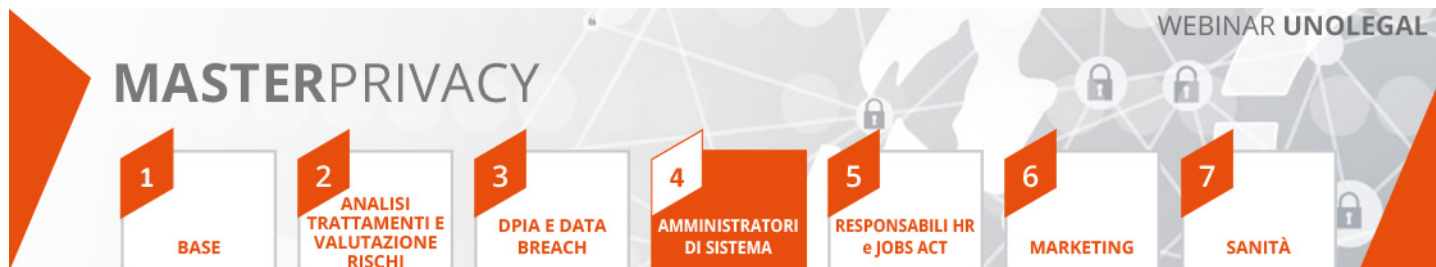 WEBINAR UNOLEGAL
MASTERPRIVACY
1
BASE
2
ANALISI
TRATTAMENTI E
VALUTAZIONE
RISCHI
3
DPIA E DATA
BREACH
4
AMMINISTRATORI
DI SISTEMA
5
RESPONSABILI HR
e JOBS ACT
6
MARKETING
7
SANITÀ